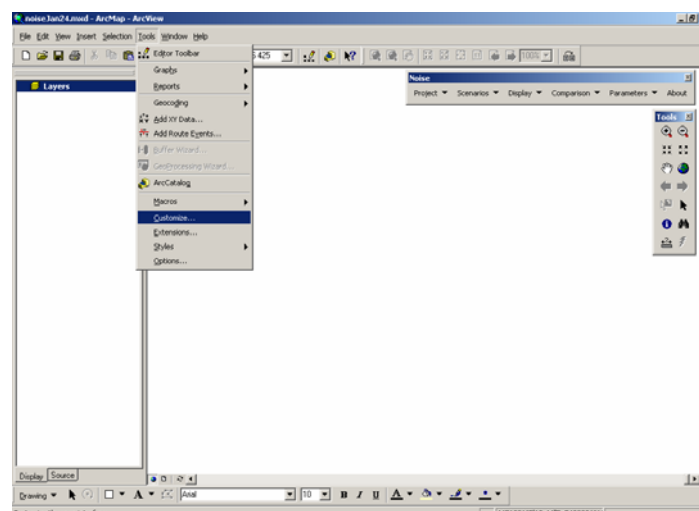 noiseJan24.mxd - ArcMap - ArcView
File Edit View Insert Selection Tools Window Help
100%
Layers
Editor Toolbar
Graphs
Reports
Geocoding
Add XY Data...
Add Route Events...
Buffer Wizard...
GeoProcessing Wizard...
ArcCatalog
Macros
Customize...
Extensions...
Styles
Options...
Noise
Project Scenarios Display Comparison Parameters About
Tools
Display Source
Drawing A Arial 10 B I U A